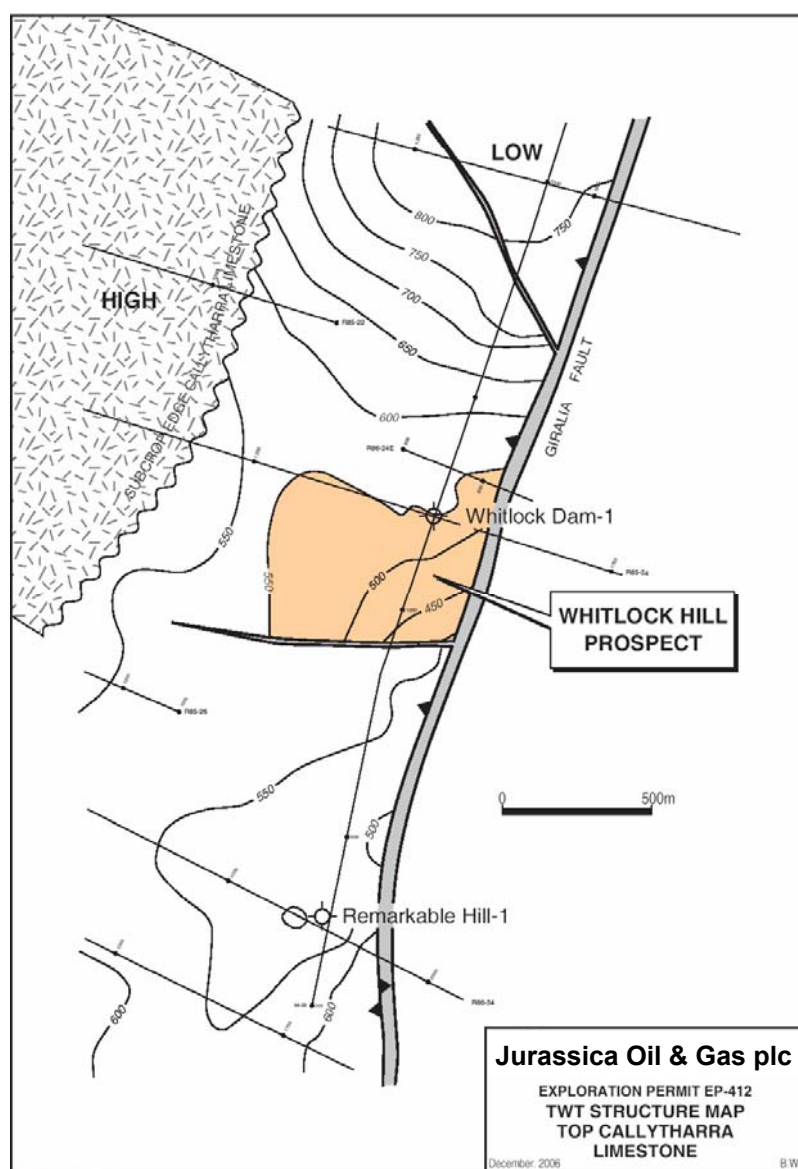 LOW
800
750
750
HIGH
700
R85-22
650
SUBCROP EDGE CALLYTHARRA LIMESTONE
GIRALIA FAULT
600
R86-24E
Whitlock Dam-1
550
550
500
450
WHITLOCK HILL
PROSPECT
R85-26
550
0 500m
500
Remarkable Hill-1
600
600
R86-34
Jurassica Oil & Gas plc
EXPLORATION PERMIT EP-412
TWT STRUCTURE MAP
TOP CALLYTHARRA
LIMESTONE
December, 2006 B.W